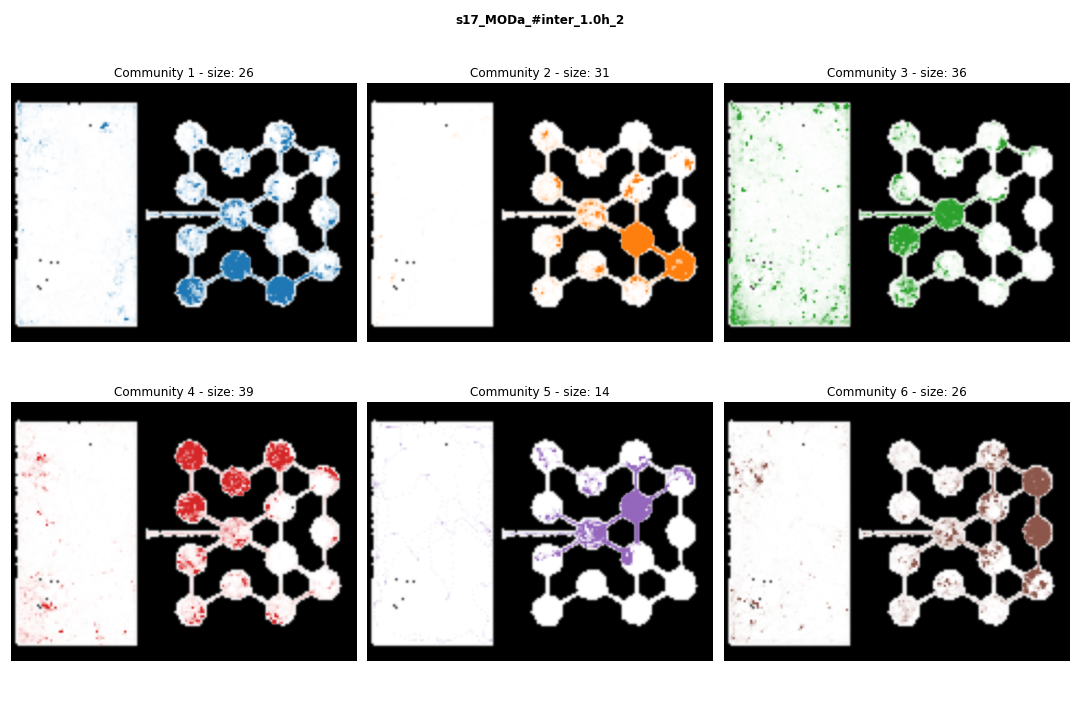 s17_MODa_#inter_1.0h_2
Community 1 - size: 26
Community 2 - size: 31
Community 3 - size: 36
Community 4 - size: 39
Community 5 - size: 14
Community 6 - size: 26